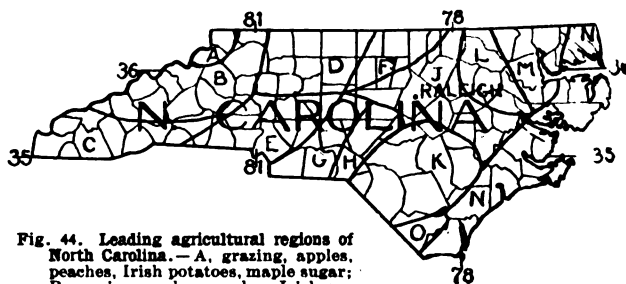 81 78
A L N
36 B D F J M
RALEIGH
N. CAROLINA
C E K
35 81 G H 35
N
O
78
Fig. 44. Leading agricultural regions of
North Carolina.—A, grazing, apples,
peaches, Irish potatoes, maple sugar;